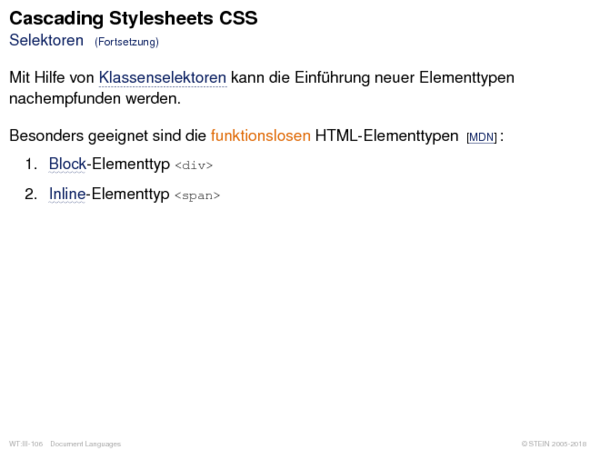 Cascading Stylesheets CSS
Selektoren (Fortsetzung)
Mit Hilfe von Klassenselektoren kann die Einführung neuer Elementtypen
nachempfunden werden.
Besonders geeignet sind die funktionslosen HTML-Elementtypen [MDN] :
1. Block-Elementtyp <div>
2. Inline-Elementtyp <span>
WT:III-106 Document Languages © STEIN 2005-2018